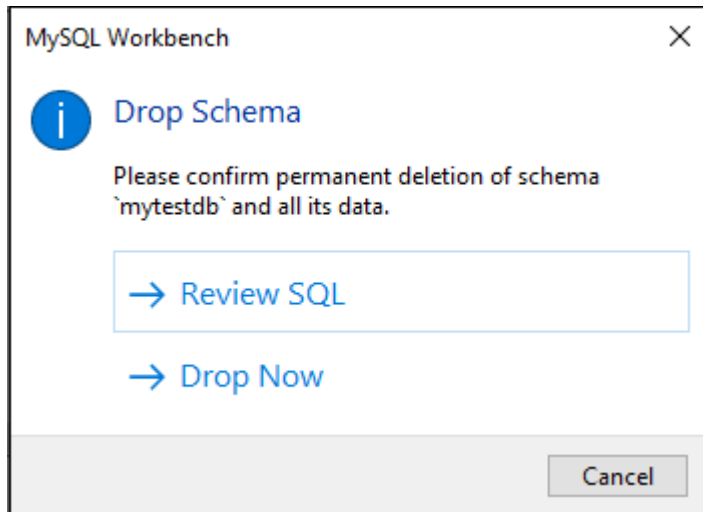 MySQL Workbench
Drop Schema
Please confirm permanent deletion of schema
`mytestdb` and all its data.
Review SQL
Drop Now
Cancel